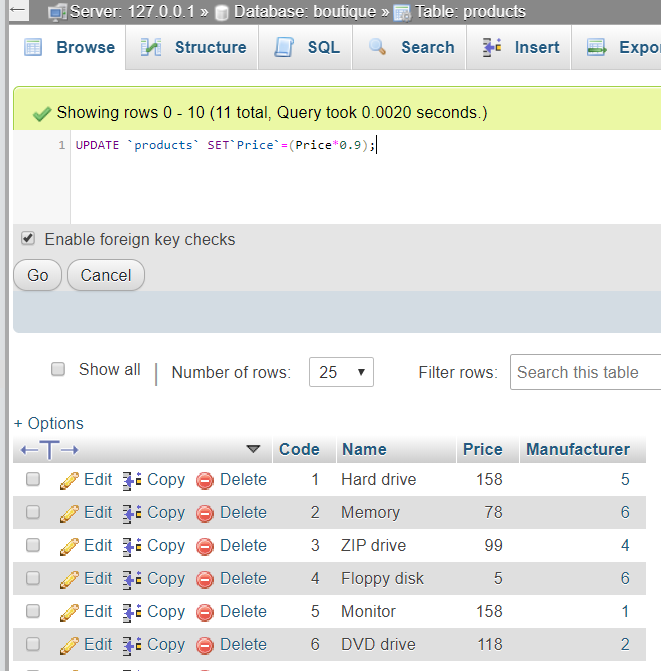 Server: 127.0.0.1 » Database: boutique » Table: products
Browse Structure SQL Search Insert Expo
Showing rows 0 - 10 (11 total, Query took 0.0020 seconds.)
1 UPDATE `products` SET`Price`=(Price*0.9);
Enable foreign key checks
Go Cancel
Show all | Number of rows: 25 Filter rows: Search this table
+ Options
←T→ Code Name Price Manufacturer
Edit Copy Delete 1 Hard drive 158 5
Edit Copy Delete 2 Memory 78 6
Edit Copy Delete 3 ZIP drive 99 4
Edit Copy Delete 4 Floppy disk 5 6
Edit Copy Delete 5 Monitor 158 1
Edit Copy Delete 6 DVD drive 118 2